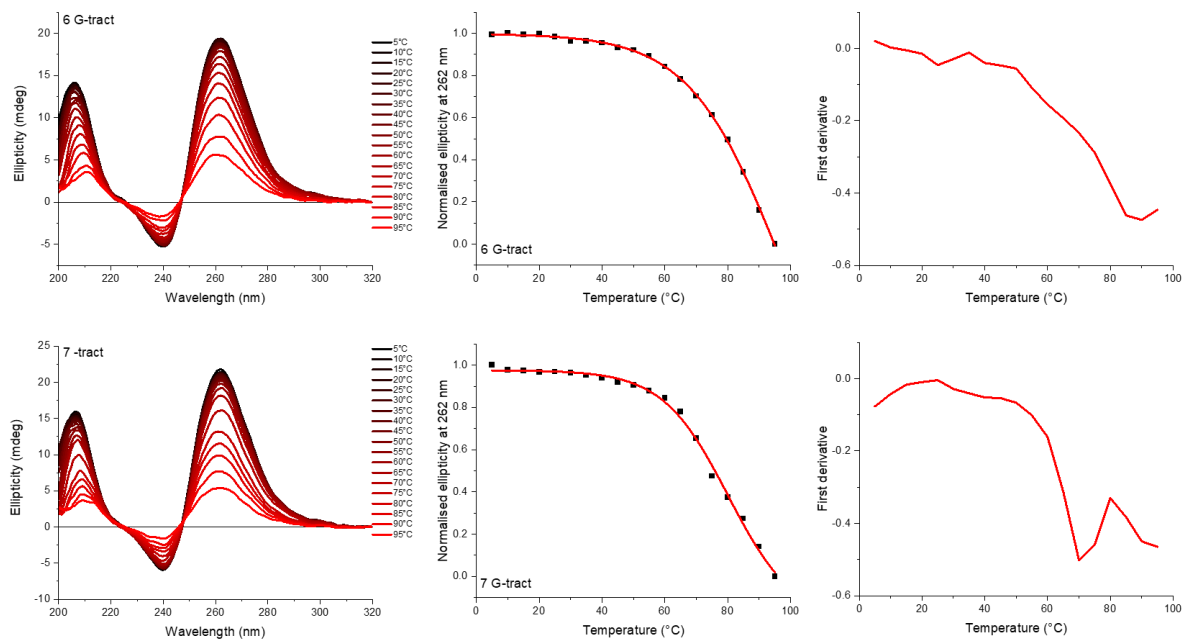 6 G-tract
Ellipticity (mdeg)
20
15
10
5
0
-5
200
220
240
260
280
300
320
Wavelength (nm)
5°C
10°C
15°C
20°C
25°C
30°C
35°C
40°C
45°C
50°C
55°C
60°C
65°C
70°C
75°C
80°C
85°C
90°C
95°C
Normalised ellipticity at 262 nm
1.0
0.8
0.6
0.4
0.2
0.0
6 G-tract
0
20
40
60
80
100
Temperature (°C)
First derivative
0.0
-0.2
-0.4
-0.6
0
20
40
60
80
100
Temperature (°C)
7 -tract
Ellipticity (mdeg)
25
20
15
10
5
0
-5
-10
200
220
240
260
280
300
320
Wavelength (nm)
5°C
10°C
15°C
20°C
25°C
30°C
35°C
40°C
45°C
50°C
55°C
60°C
65°C
70°C
75°C
80°C
85°C
90°C
95°C
Normalised ellipticity at 262 nm
1.0
0.8
0.6
0.4
0.2
0.0
7 G-tract
0
20
40
60
80
100
Temperature (°C)
First derivative
0.0
-0.2
-0.4
-0.6
0
20
40
60
80
100
Temperature (°C)